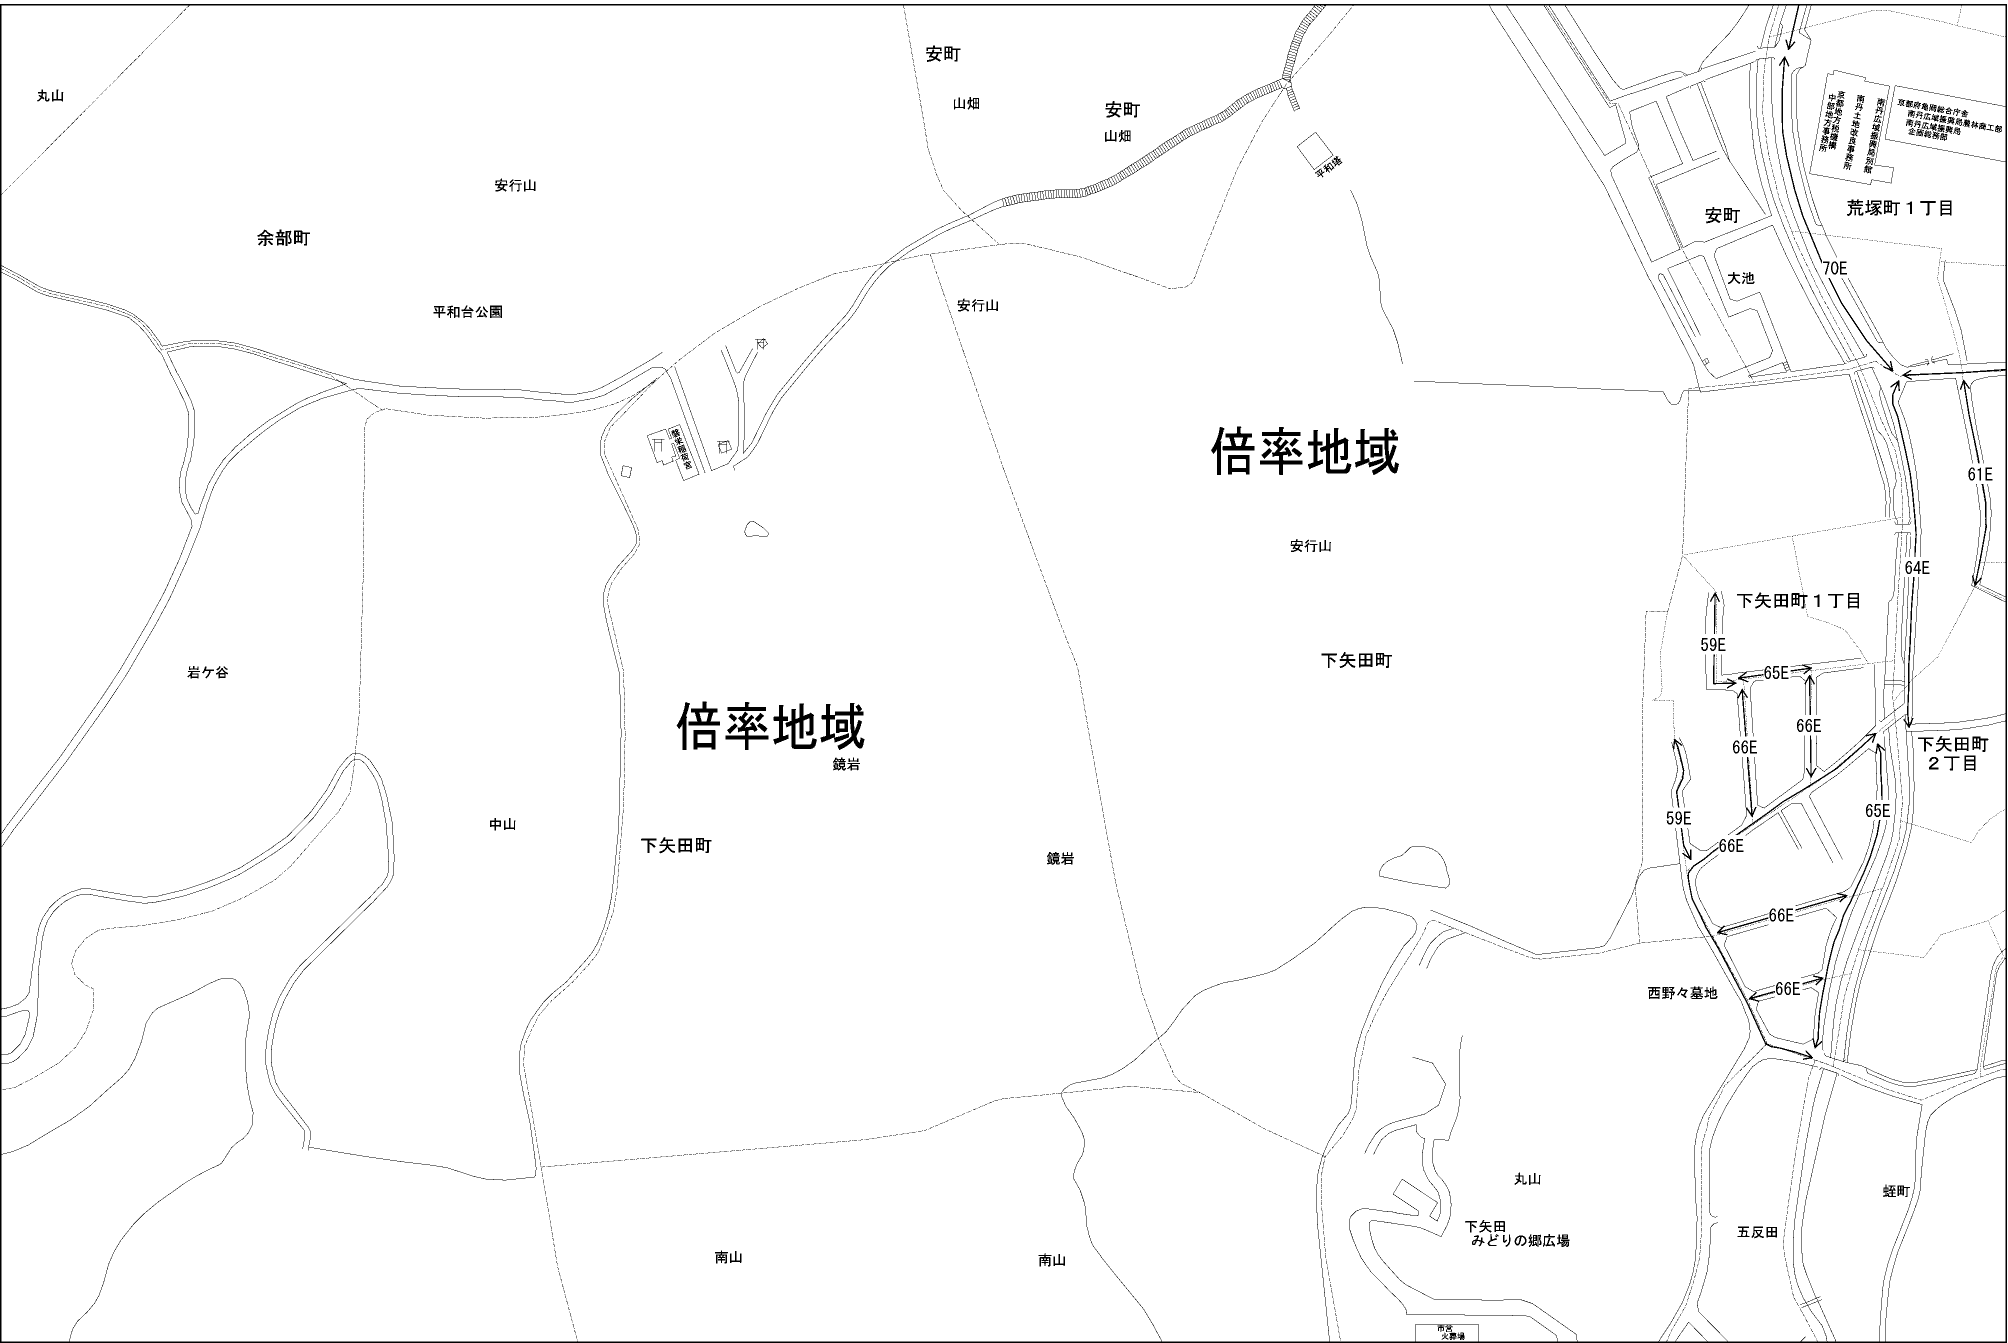 丸山
安町
山畑
安町
山畑
平和塔
安行山
余部町
平和台公園
安行山
南丹広域振興局別館
南丹土地改良事務所
京都地方税機構
中部地方事務所
京都府亀岡総合庁舎
南丹広域振興局農林商工部
南丹広域振興局
企画総務部
荒塚町1丁目
安町
70E
大池
倍率地域
61E
安行山
64E
下矢田町1丁目
59E
下矢田町
65E
岩ケ谷
倍率地域
鏡岩
66E
66E
下矢田町
2丁目
中山
下矢田町
鏡岩
59E
65E
66E
66E
西野々墓地
66E
丸山
下矢田
みどりの郷広場
蛭町
五反田
南山
南山
市営
火葬場